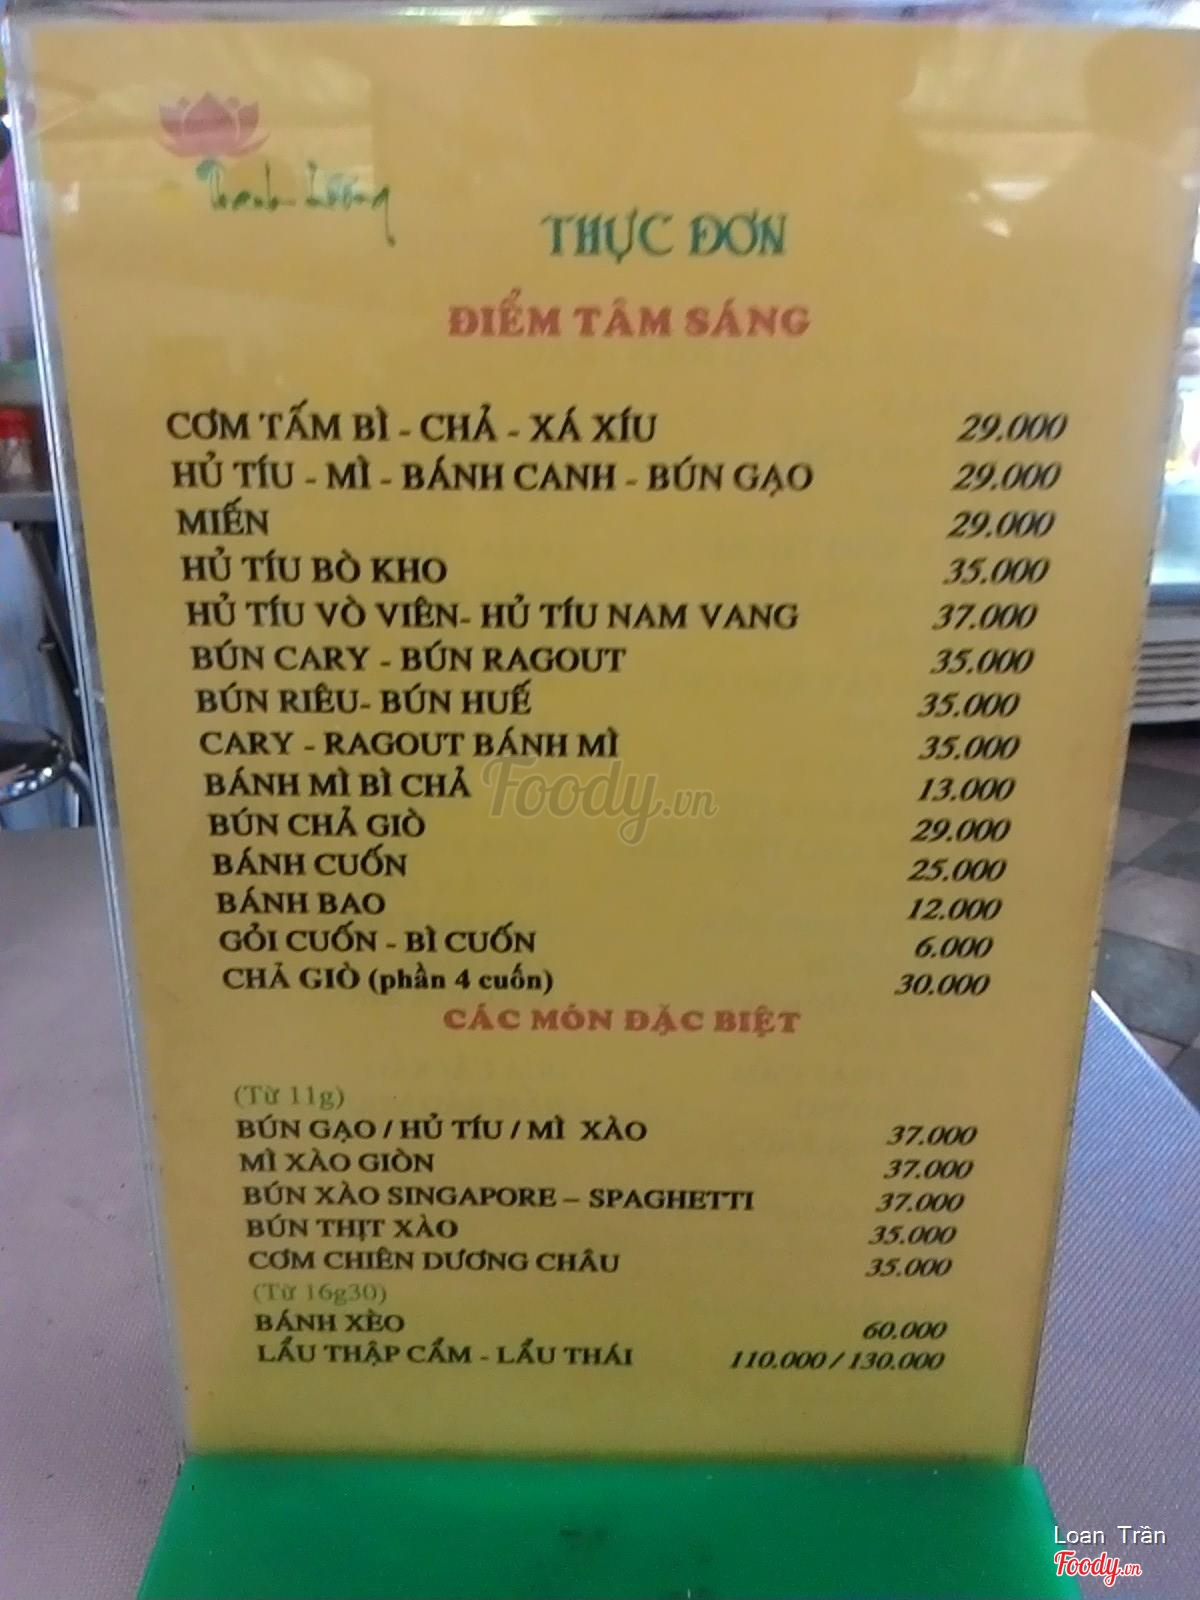 Thanh Lương
THỰC ĐƠN
ĐIỂM TÂM SÁNG
CƠM TẤM BÌ - CHẢ - XÁ XÍU 29.000
HỦ TÍU - MÌ - BÁNH CANH - BÚN GẠO 29.000
MIẾN 29.000
HỦ TÍU BÒ KHO 35.000
HỦ TÍU VÒ VIÊN- HỦ TÍU NAM VANG 37.000
BÚN CARY - BÚN RAGOUT 35.000
BÚN RIÊU- BÚN HUẾ 35.000
CARY - RAGOUT BÁNH MÌ 35.000
BÁNH MÌ BÌ CHẢ 13.000
BÚN CHẢ GIÒ 29.000
BÁNH CUỐN 25.000
BÁNH BAO 12.000
GỎI CUỐN - BÌ CUỐN 6.000
CHẢ GIÒ (phần 4 cuốn) 30.000
CÁC MÓN ĐẶC BIỆT
(Từ 11g)
BÚN GẠO / HỦ TÍU / MÌ XÀO 37.000
MÌ XÀO GIÒN 37.000
BÚN XÀO SINGAPORE – SPAGHETTI 37.000
BÚN THỊT XÀO 35.000
CƠM CHIÊN DƯƠNG CHÂU 35.000
(Từ 16g30)
BÁNH XÈO 60.000
LẨU THẬP CẨM - LẨU THÁI 110.000 / 130.000
Foody.vn
Loan Trần
Foody.vn